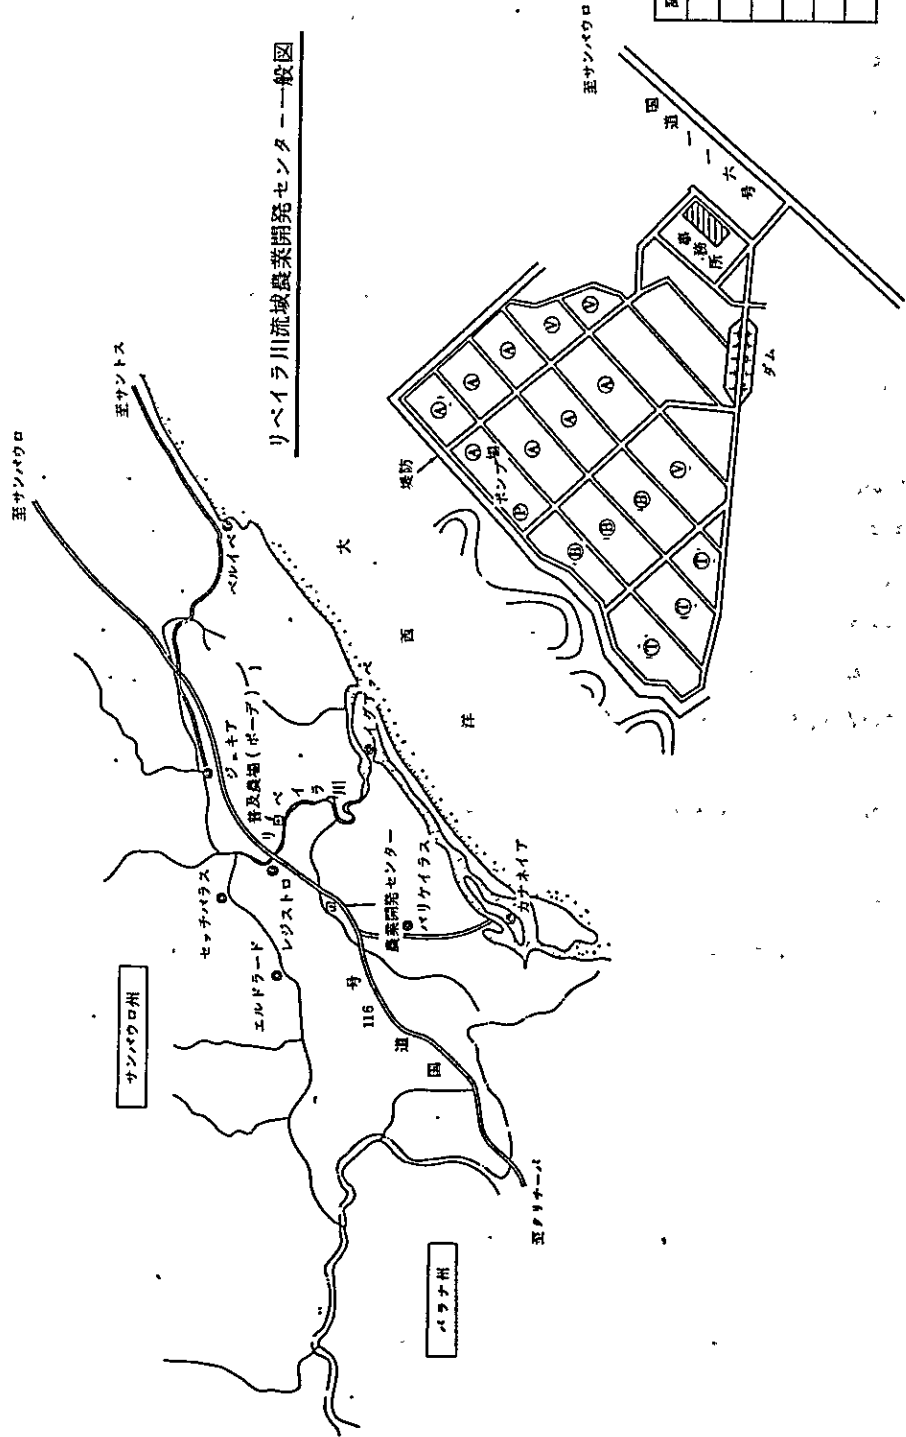 リベイラ川流域農業開発センター一般図
至サンパウロ
至サントス
サンパウロ州
ペルイベ
ジュキア
普及農場(ポーデ)
セッテバラス
リベイラ川
イグアッペ
レジストロ
エルドラード
農業開発センター
パリケイラス
カナネイア
大西洋
国道116号
パラナ州
至クリチーバ
至サンパウロ
国道一一六号
事務所
ダム
堤防
ポンプ場
Ⓐ
Ⓐ
Ⓐ
Ⓥ
Ⓥ
Ⓐ
Ⓐ
Ⓐ
Ⓐ
Ⓟ
Ⓑ
Ⓑ
Ⓑ
Ⓥ
Ⓣ
Ⓣ
Ⓣ